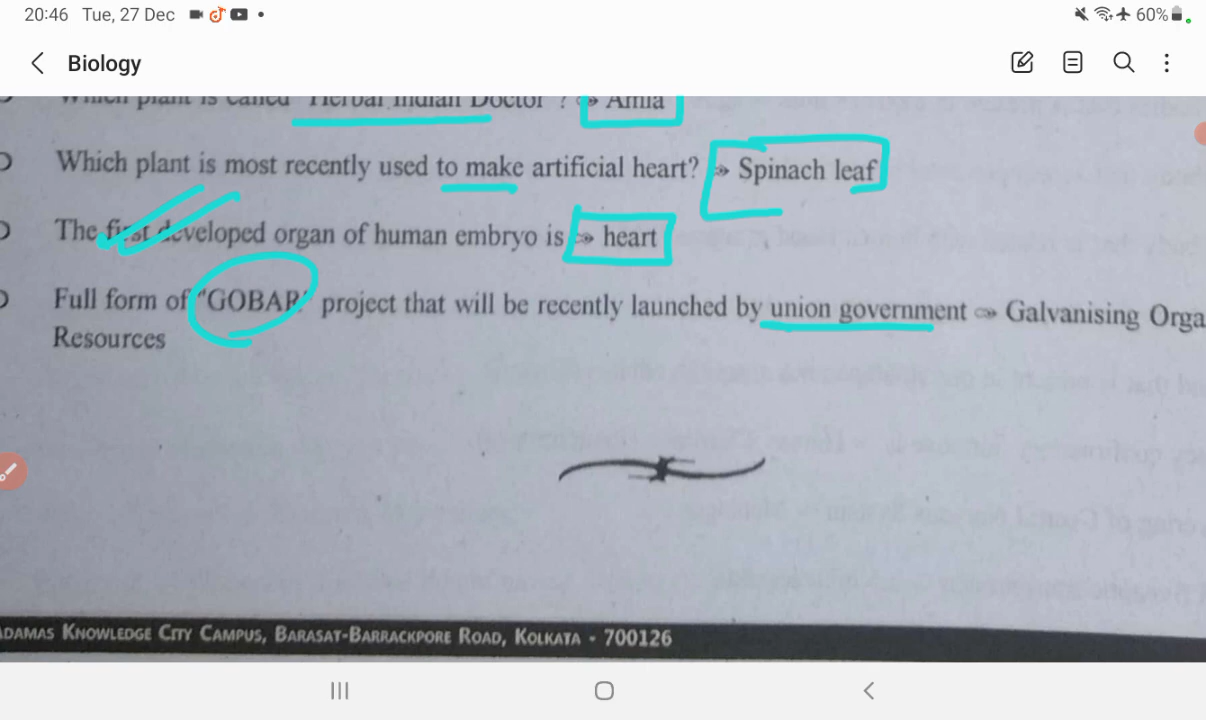 20:46 Tue, 27 Dec
60%
Biology
Which plant is called "Herbal Indian Doctor"? Amla
Which plant is most recently used to make artificial heart? Spinach leaf
The first developed organ of human embryo is heart
Full form of "GOBAR" project that will be recently launched by union government Galvanising Orga
Resources
ADAMAS KNOWLEDGE CITY CAMPUS, BARASAT-BARRACKPORE ROAD, KOLKATA - 700126